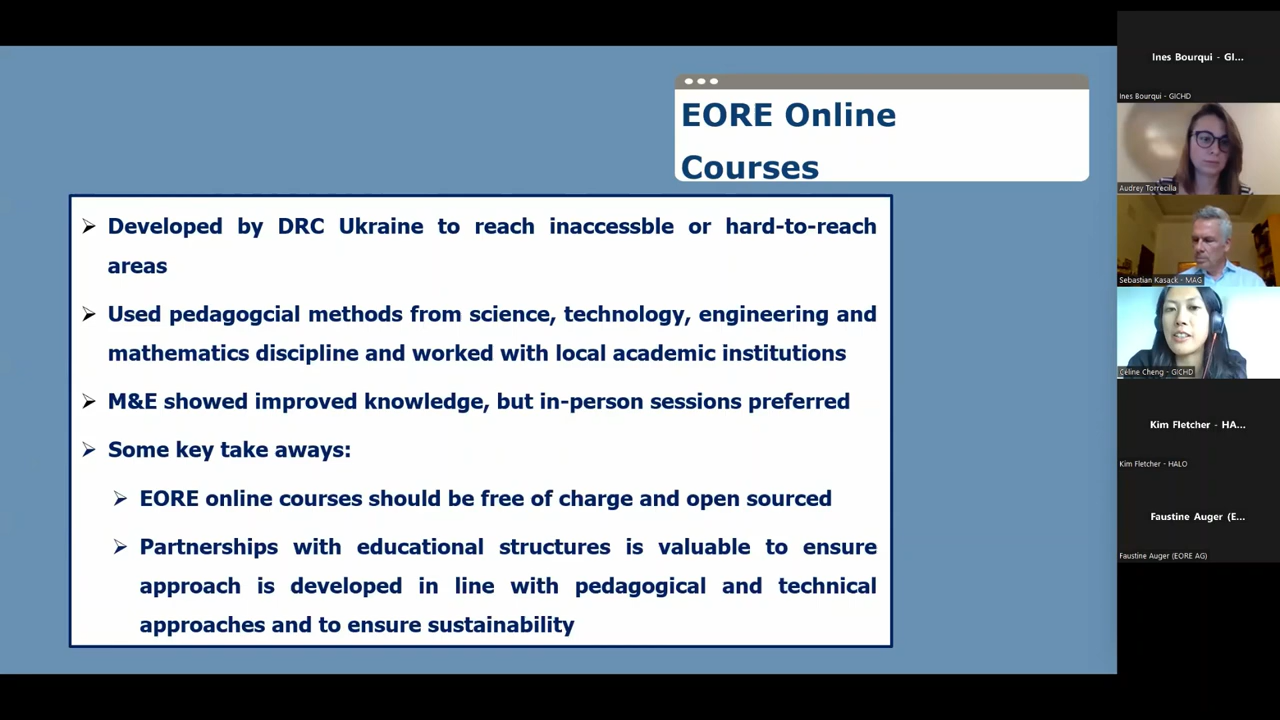 EORE Online
Courses
Developed by DRC Ukraine to reach inaccessble or hard-to-reach
areas
Used pedagogcial methods from science, technology, engineering and
mathematics discipline and worked with local academic institutions
M&E showed improved knowledge, but in-person sessions preferred
Some key take aways:
EORE online courses should be free of charge and open sourced
Partnerships with educational structures is valuable to ensure
approach is developed in line with pedagogical and technical
approaches and to ensure sustainability
Ines Bourqui - GI...
Ines Bourqui - GICHD
Audrey Torrecilla
Sebastian Kasack - MAG
Céline Cheng - GICHD
Kim Fletcher - HA...
Kim Fletcher - HALO
Faustine Auger (E...
Faustine Auger (EORE AG)